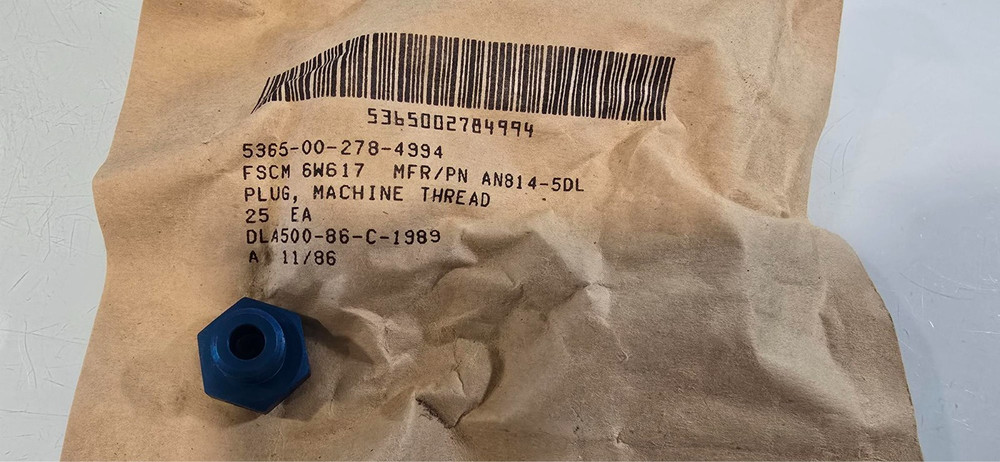 5365002784994
5365-00-278-4994
FSCM 6W617 MFR/PN AN814-5DL
PLUG, MACHINE THREAD
25 EA
DLA500-86-C-1989
A 11/86